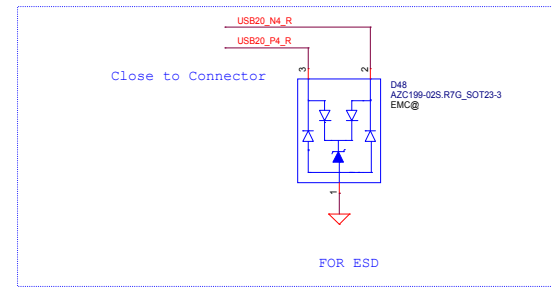 USB20_N4_R
USB20_P4_R
Close to Connector
3
2
D48
AZC199-02S.R7G_SOT23-3
EMC@
1
FOR ESD